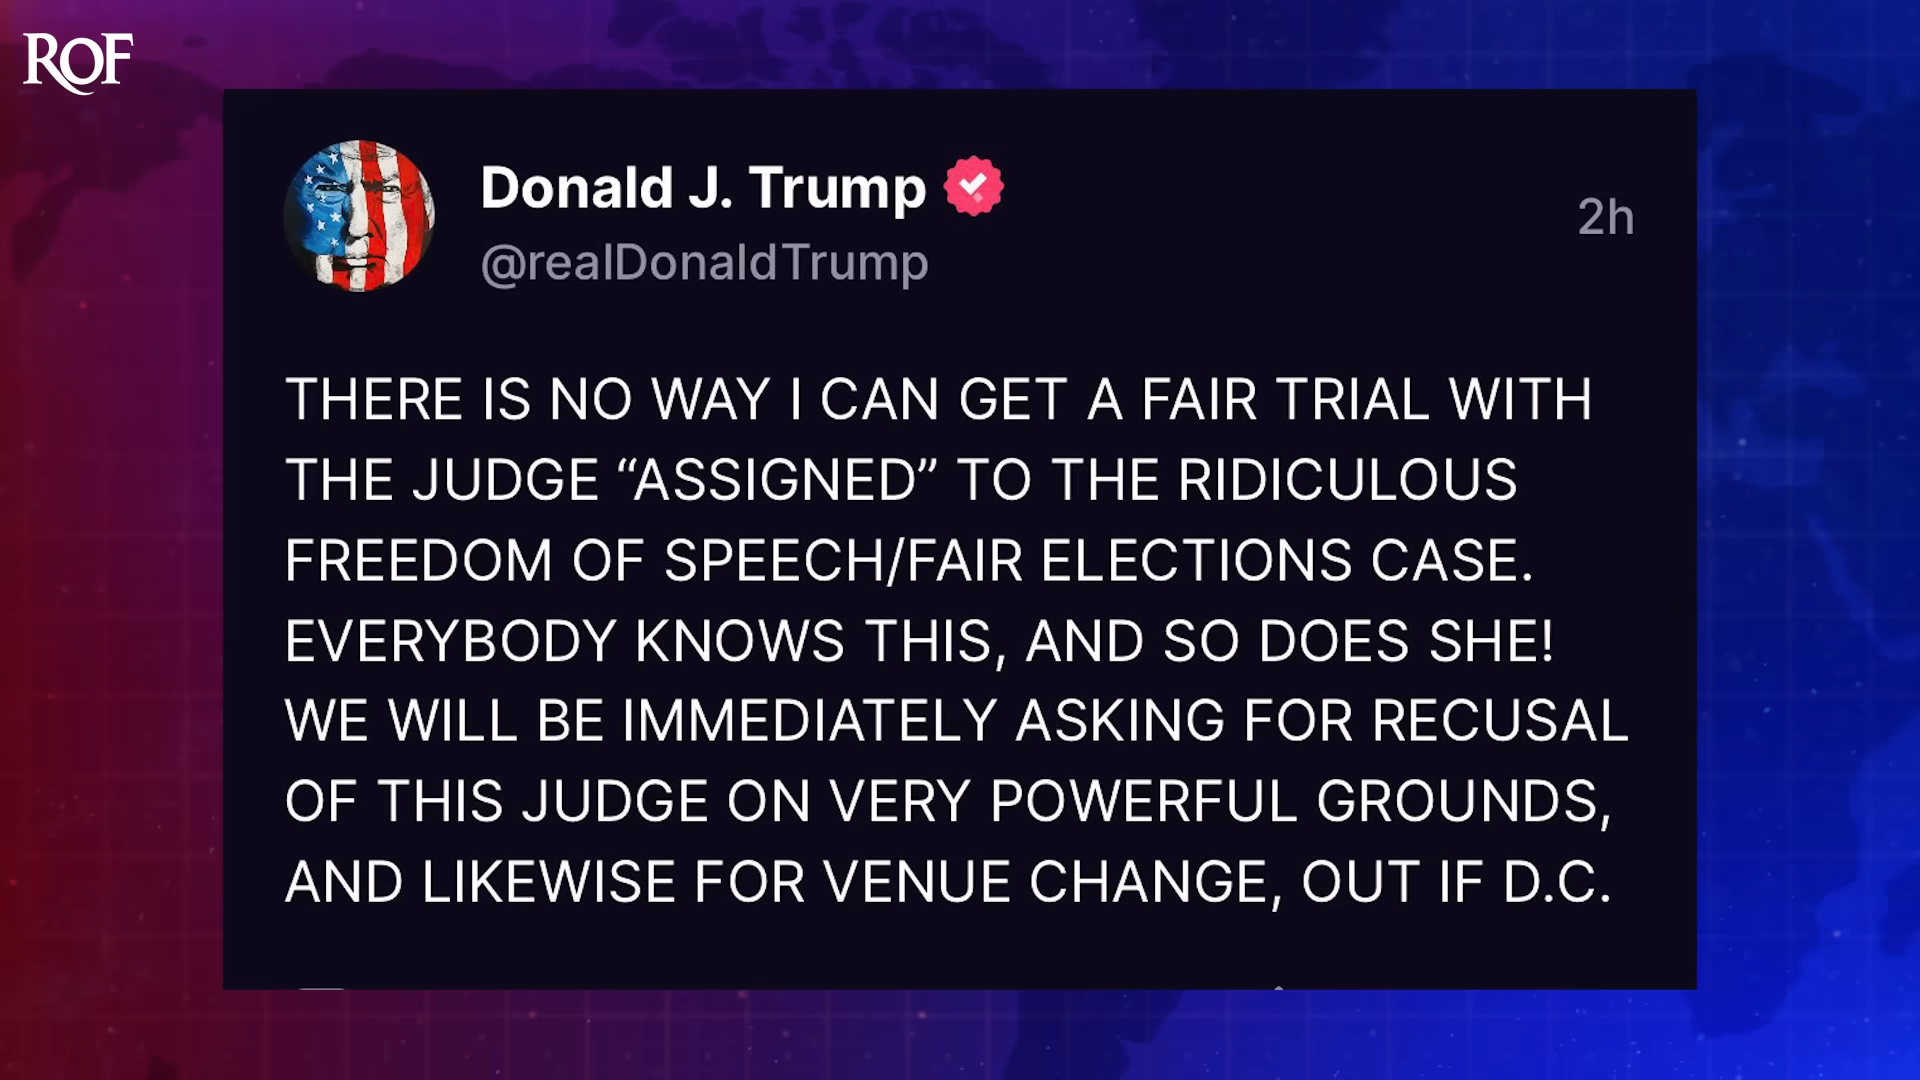 ROF
Donald J. Trump
@realDonaldTrump
2h
THERE IS NO WAY I CAN GET A FAIR TRIAL WITH
THE JUDGE “ASSIGNED” TO THE RIDICULOUS
FREEDOM OF SPEECH/FAIR ELECTIONS CASE.
EVERYBODY KNOWS THIS, AND SO DOES SHE!
WE WILL BE IMMEDIATELY ASKING FOR RECUSAL
OF THIS JUDGE ON VERY POWERFUL GROUNDS,
AND LIKEWISE FOR VENUE CHANGE, OUT IF D.C.